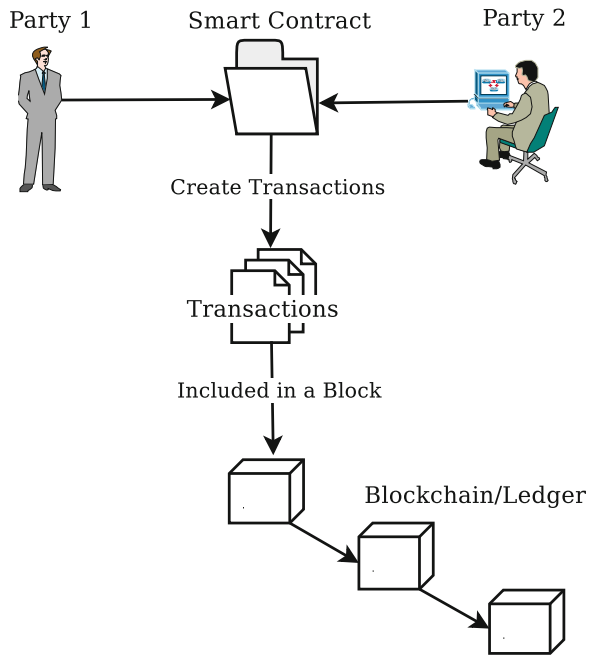 Party 1
Smart Contract
Party 2
Create Transactions
Transactions
Included in a Block
Blockchain/Ledger